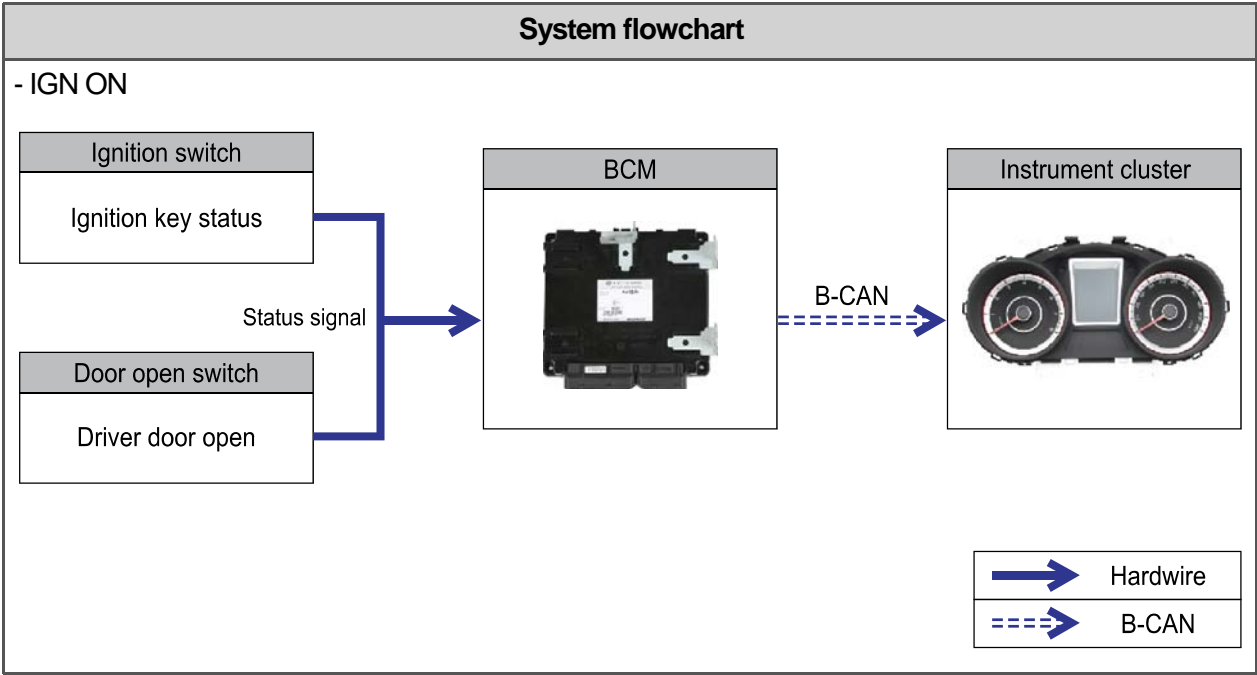 System flowchart
- IGN ON
Ignition switch
Ignition key status
Status signal
Door open switch
Driver door open
BCM
B-CAN
Instrument cluster
Hardwire
B-CAN